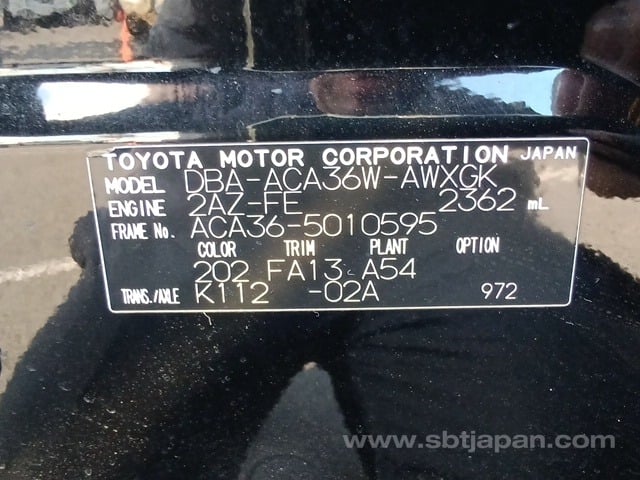 TOYOTA MOTOR CORPORATION JAPAN
MODEL DBA-ACA36W-AWXGK
ENGINE 2AZ-FE 2362 mL
FRAME No. ACA36-5010595
COLOR TRIM PLANT OPTION
202 FA13 A54
TRANS./AXLE K112 -02A 972
www.sbtjapan.com